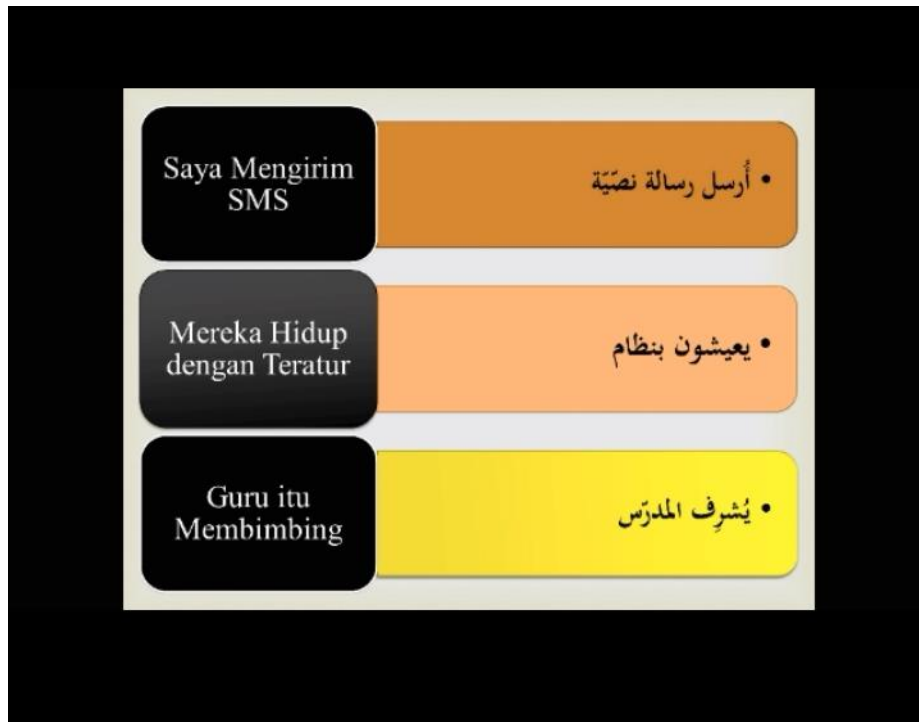 Saya Mengirim
SMS
• أُرسل رسالة نصّيّة
Mereka Hidup
dengan Teratur
• يعيشون بنظام
Guru itu
Membimbing
• يُشرِف المدرّس